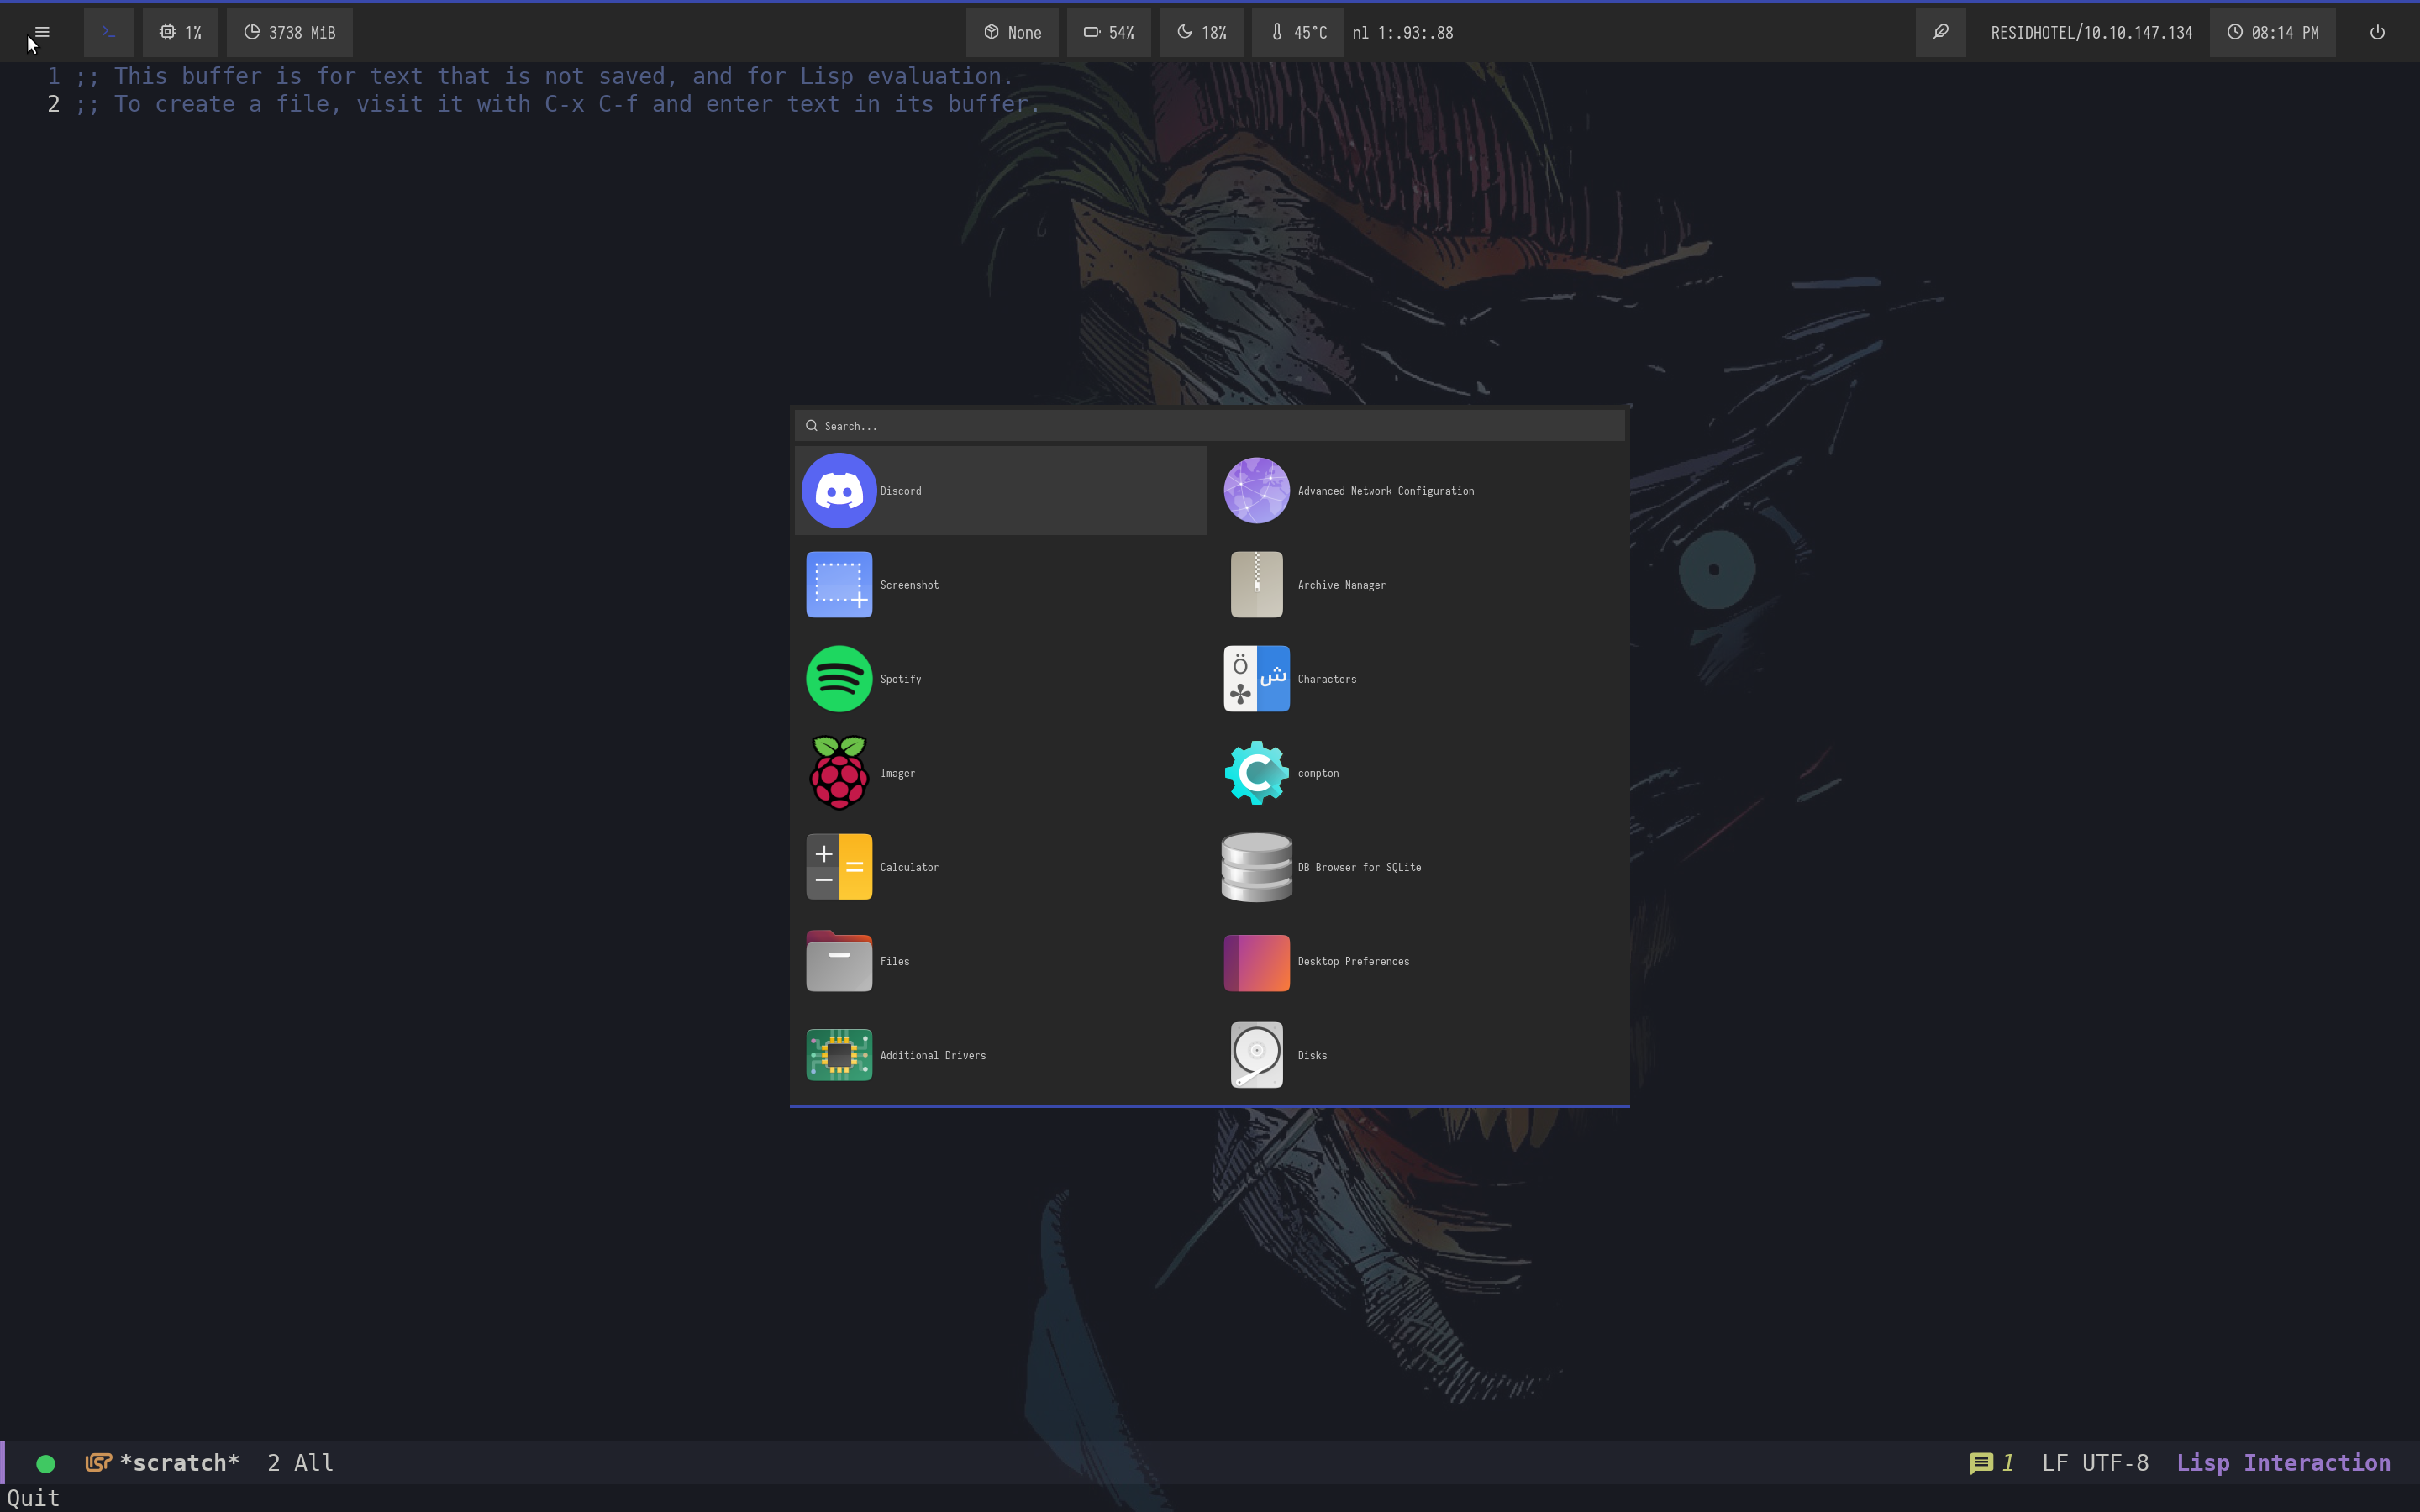 >_ 1% 3738 MiB None 54% 18% 45°C nl 1:.93:.88 RESIDHOTEL/10.10.147.134 08:14 PM
1 ;; This buffer is for text that is not saved, and for Lisp evaluation.
2 ;; To create a file, visit it with C-x C-f and enter text in its buffer.
Search...
Discord
Advanced Network Configuration
Screenshot
Archive Manager
Spotify
Ö ش Characters
Imager
C compton
+ − = Calculator
DB Browser for SQLite
Files
Desktop Preferences
Additional Drivers
Disks
LISP *scratch* 2 All 1 LF UTF-8 Lisp Interaction
Quit